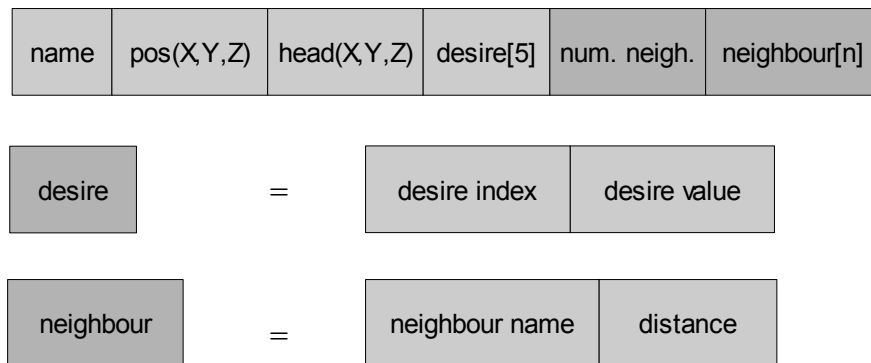 name pos(X,Y,Z) head(X,Y,Z) desire[5] num. neigh. neighbour[n]
desire = desire index desire value
neighbour = neighbour name distance